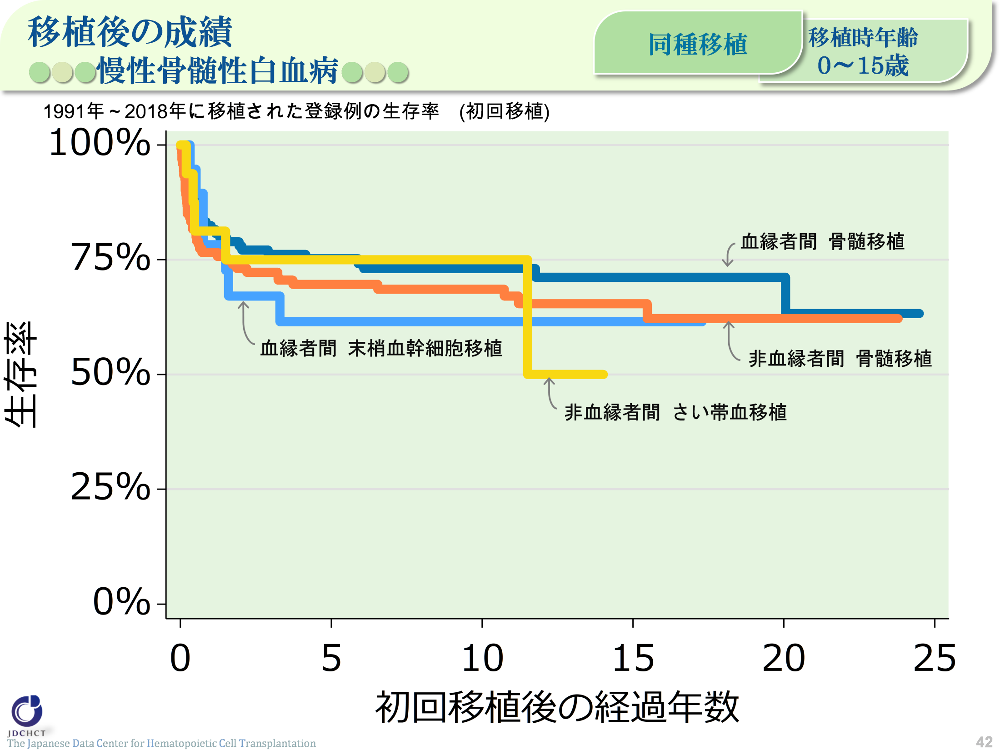 移植後の成績
慢性骨髄性白血病
同種移植
移植時年齢
0〜15歳
1991年～2018年に移植された登録例の生存率　(初回移植)
100%
75%
50%
25%
0%
生存率
血縁者間 骨髄移植
血縁者間 末梢血幹細胞移植
非血縁者間 骨髄移植
非血縁者間 さい帯血移植
0 5 10 15 20 25
初回移植後の経過年数
JDCHCT
The Japanese Data Center for Hematopoietic Cell Transplantation
42